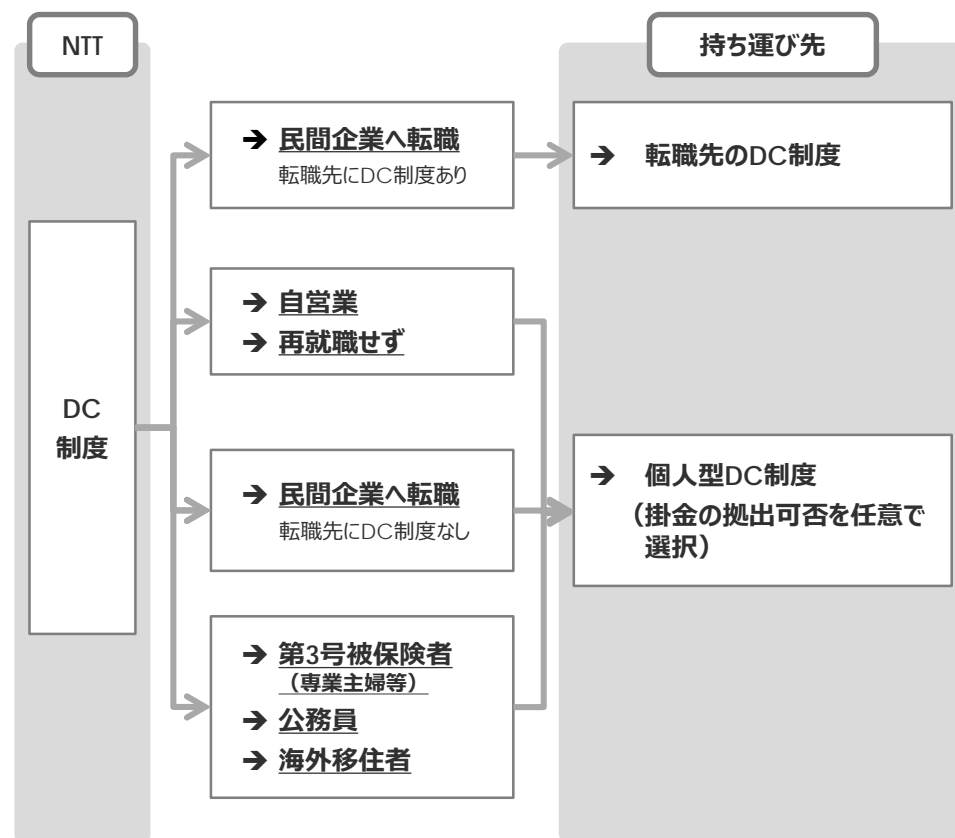 NTT
持ち運び先
DC
制度
➔ 民間企業へ転職
転職先にDC制度あり
➔ 転職先のDC制度
➔ 自営業
➔ 再就職せず
➔ 民間企業へ転職
転職先にDC制度なし
➔ 個人型DC制度
（掛金の拠出可否を任意で
選択）
➔ 第3号被保険者
（専業主婦等）
➔ 公務員
➔ 海外移住者